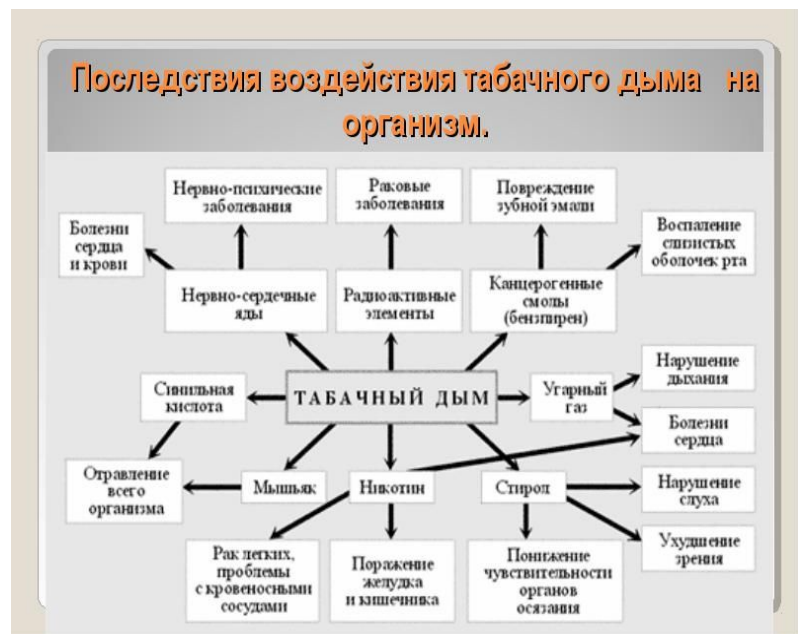 Последствия воздействия табачного дыма на
организм.
Нервно-психические
заболевания
Раковые
заболевания
Повреждение
зубной эмали
Болезни
сердца
и крови
Воспаление
слизистых
оболочек рта
Нервно-сердечные
яды
Радиоактивные
элементы
Канцерогенные
смолы
(бензпирен)
Нарушение
дыхания
Синильная
кислота
ТАБАЧНЫЙ ДЫМ
Угарный
газ
Болезни
сердца
Отравление
всего
организма
Мышьяк
Никотин
Стирол
Нарушение
слуха
Рак легких,
проблемы
с кровеносными
сосудами
Поражение
желудка
и кишечника
Понижение
чувствительности
органов
осязания
Ухудшение
зрения